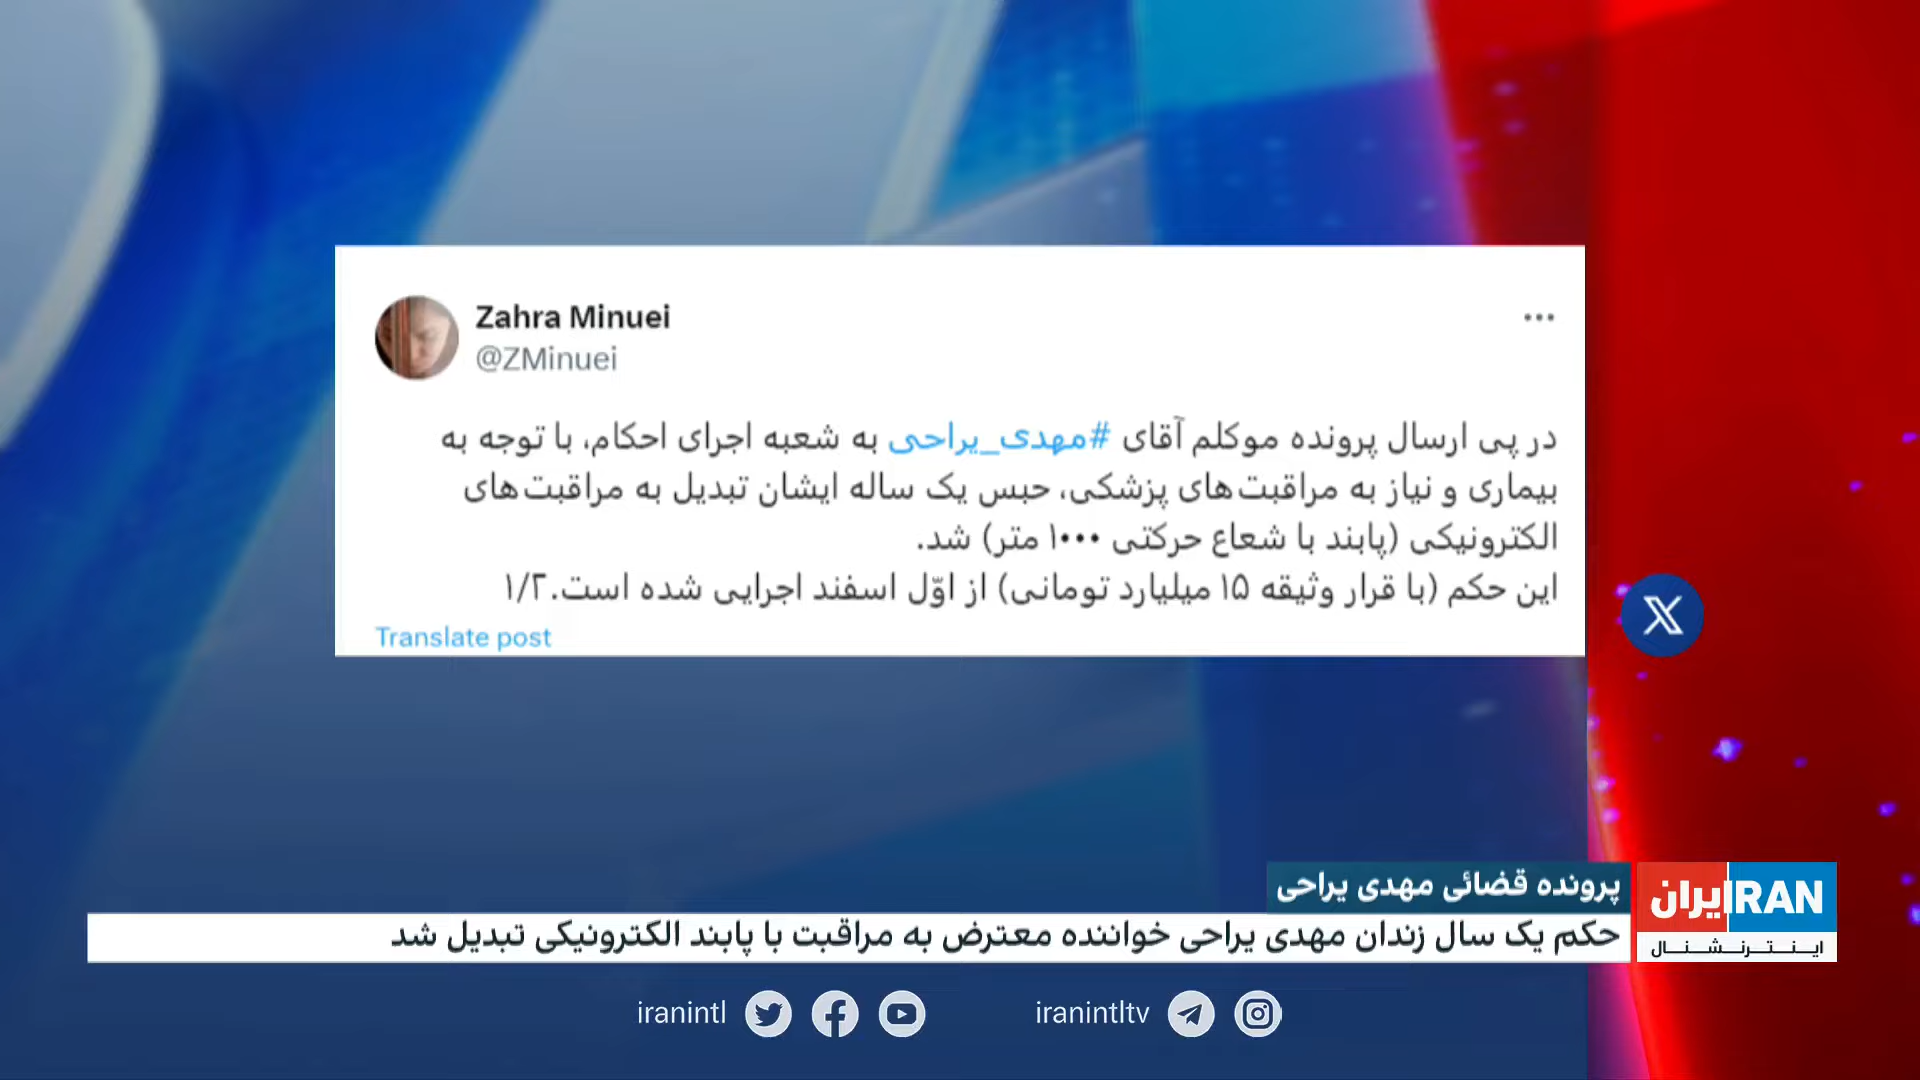 Zahra Minuei
@ZMinuei
در پی ارسال پرونده موکلم آقای #مهدی_یراحی به شعبه اجرای احکام، با توجه به
بیماری و نیاز به مراقبت‌های پزشکی، حبس یک ساله ایشان تبدیل به مراقبت‌های
الکترونیکی (پابند با شعاع حرکتی ۱۰۰۰ متر) شد.
این حکم (با قرار وثیقه ۱۵ میلیارد تومانی) از اوّل اسفند اجرایی شده است.۱/۲
Translate post
پرونده قضائی مهدی یراحی
حکم یک سال زندان مهدی یراحی خواننده معترض به مراقبت با پابند الکترونیکی تبدیل شد
ایران IRAN
اینترنشنال
iranintl
iranintltv